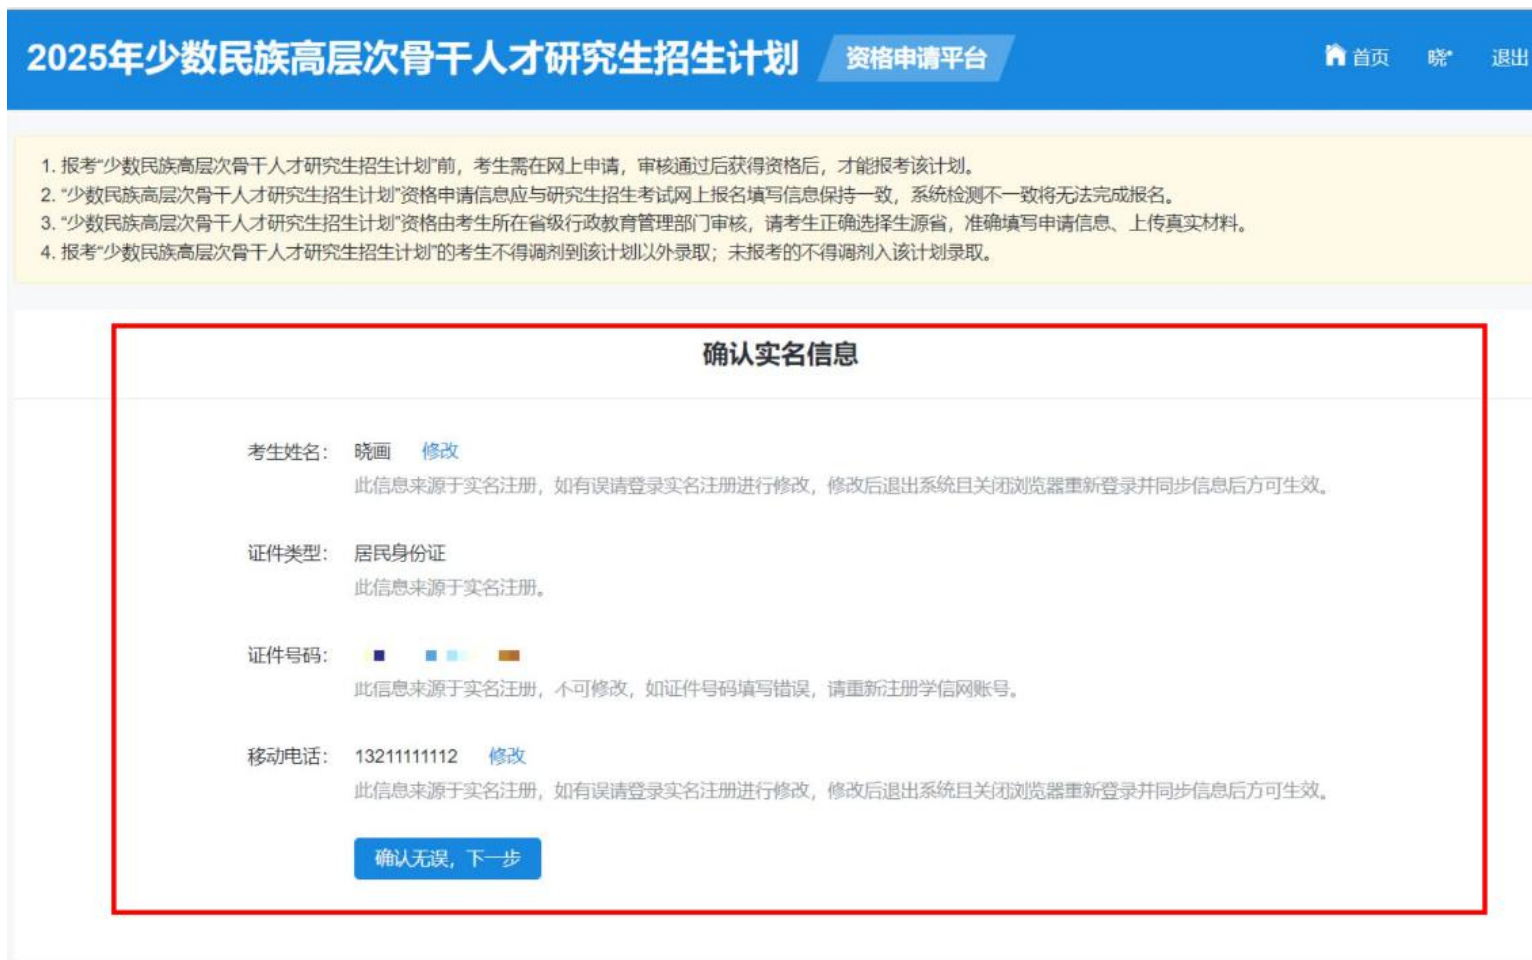 2025年少数民族高层次骨干人才研究生招生计划 资格申请平台 首页 晓* 退出
1. 报考“少数民族高层次骨干人才研究生招生计划”前，考生需在网上申请，审核通过后获得资格后，才能报考该计划。
2. “少数民族高层次骨干人才研究生招生计划”资格申请信息应与研究生招生考试网上报名填写信息保持一致，系统检测不一致将无法完成报名。
3. “少数民族高层次骨干人才研究生招生计划”资格由考生所在省级行政教育管理部门审核，请考生正确选择生源省，准确填写申请信息、上传真实材料。
4. 报考“少数民族高层次骨干人才研究生招生计划”的考生不得调剂到该计划以外录取；未报考的不得调剂入该计划录取。
确认实名信息
考生姓名： 晓画 修改
此信息来源于实名注册，如有误请登录实名注册进行修改，修改后退出系统且关闭浏览器重新登录并同步信息后方可生效。
证件类型： 居民身份证
此信息来源于实名注册。
证件号码：
此信息来源于实名注册，不可修改，如证件号码填写错误，请重新注册学信网账号。
移动电话： 13211111112 修改
此信息来源于实名注册，如有误请登录实名注册进行修改，修改后退出系统且关闭浏览器重新登录并同步信息后方可生效。
确认无误，下一步